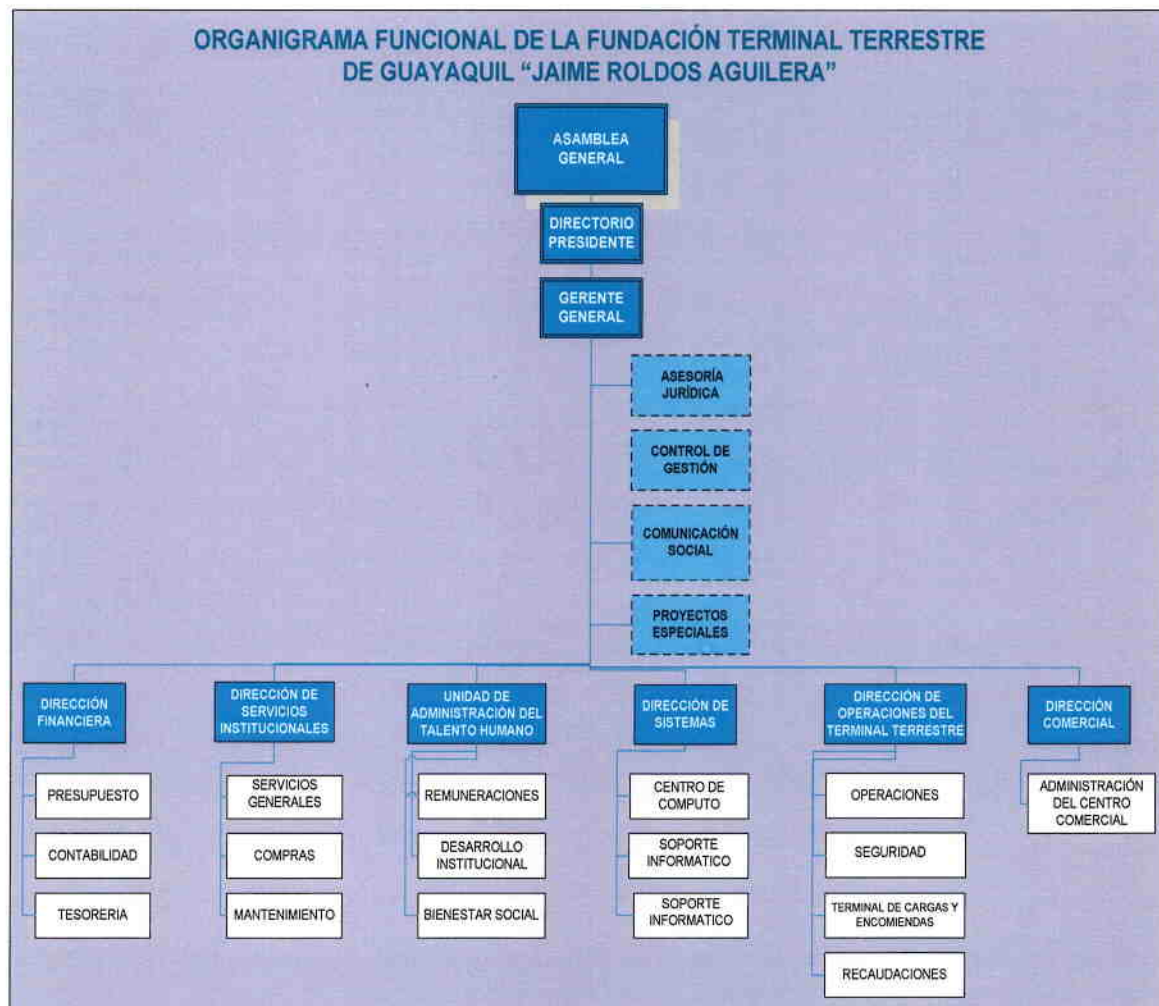 ORGANIGRAMA FUNCIONAL DE LA FUNDACIÓN TERMINAL TERRESTRE
DE GUAYAQUIL “JAIME ROLDOS AGUILERA”
ASAMBLEA
GENERAL
DIRECTORIO
PRESIDENTE
GERENTE
GENERAL
ASESORÍA
JURÍDICA
CONTROL DE
GESTIÓN
COMUNICACIÓN
SOCIAL
PROYECTOS
ESPECIALES
DIRECCIÓN
FINANCIERA
PRESUPUESTO
CONTABILIDAD
TESORERIA
DIRECCIÓN DE
SERVICIOS
INSTITUCIONALES
SERVICIOS
GENERALES
COMPRAS
MANTENIMIENTO
UNIDAD DE
ADMINISTRACIÓN DEL
TALENTO HUMANO
REMUNERACIONES
DESARROLLO
INSTITUCIONAL
BIENESTAR SOCIAL
DIRECCIÓN DE
SISTEMAS
CENTRO DE
COMPUTO
SOPORTE
INFORMATICO
SOPORTE
INFORMATICO
DIRECCIÓN DE
OPERACIONES DEL
TERMINAL TERRESTRE
OPERACIONES
SEGURIDAD
TERMINAL DE CARGAS Y
ENCOMIENDAS
RECAUDACIONES
DIRECCIÓN
COMERCIAL
ADMINISTRACIÓN
DEL CENTRO
COMERCIAL